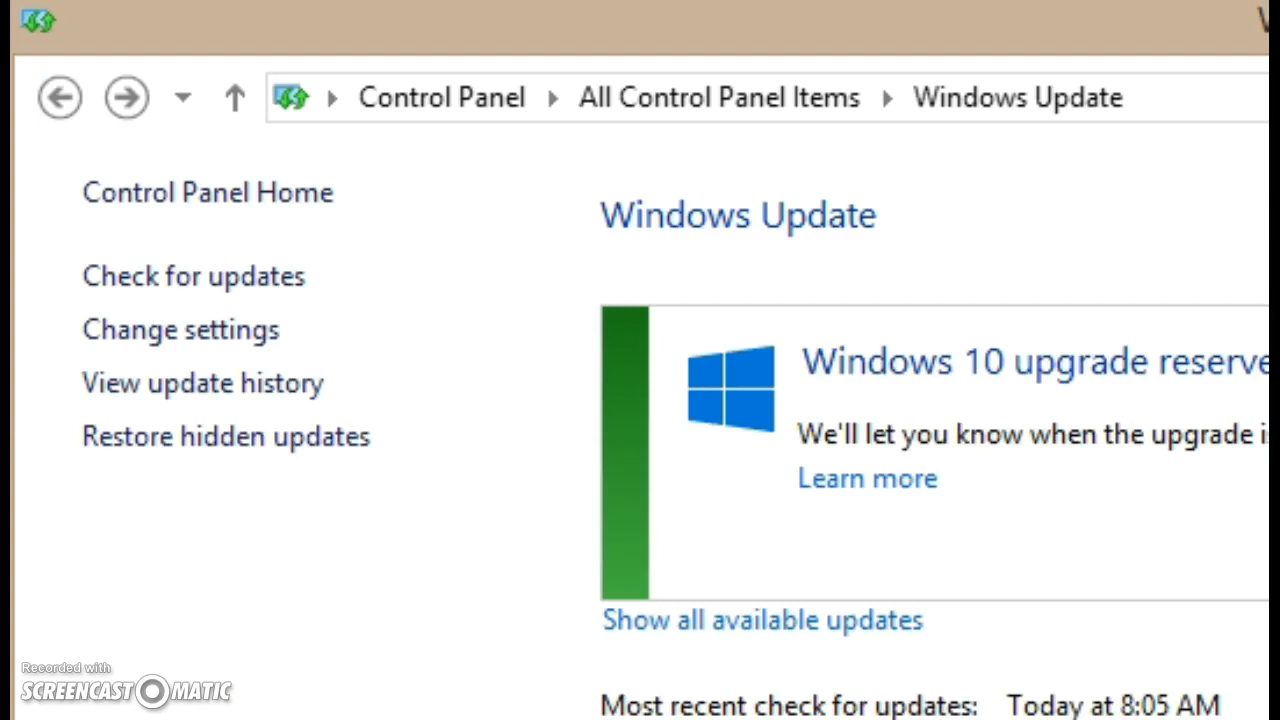 Control Panel All Control Panel Items Windows Update
Control Panel Home
Check for updates
Change settings
View update history
Restore hidden updates
Windows Update
Windows 10 upgrade reserve
We'll let you know when the upgrade i
Learn more
Show all available updates
Most recent check for updates: Today at 8:05 AM
Recorded with
SCREENCAST-O-MATIC